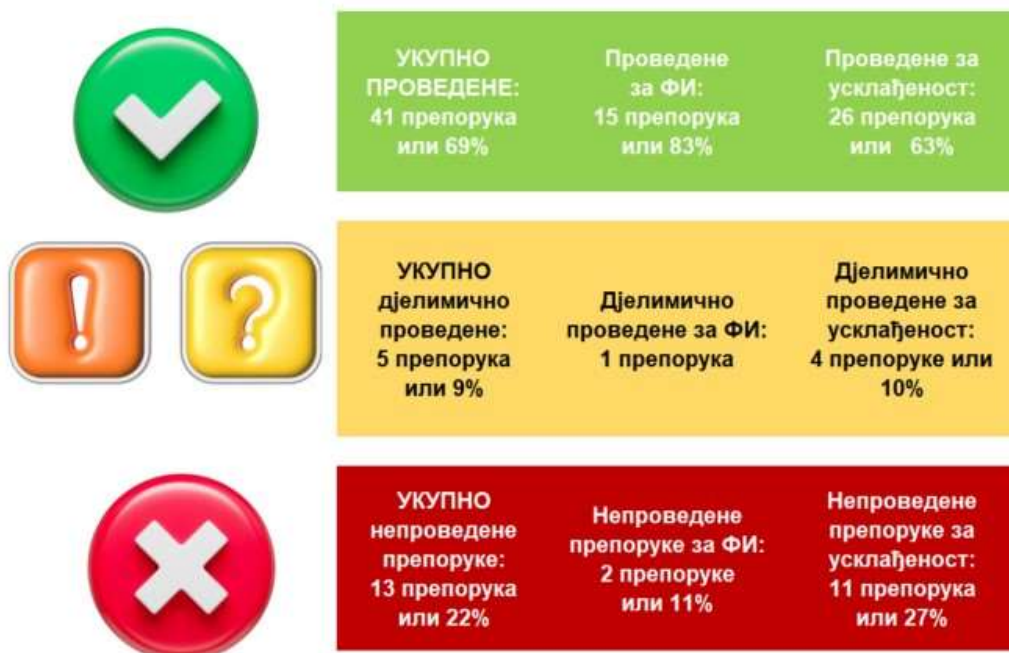 УКУПНО
ПРОВЕДЕНЕ:
41 препорука
или 69%
Проведене
за ФИ:
15 препорука
или 83%
Проведене за
усклађеност:
26 препорука
или 63%
УКУПНО
дјелимично
проведене:
5 препорука
или 9%
Дјелимично
проведене за ФИ:
1 препорука
Дјелимично
проведене за
усклађеност:
4 препоруке или
10%
УКУПНО
непроведене
препоруке:
13 препорука
или 22%
Непроведене
препоруке за ФИ:
2 препоруке
или 11%
Непроведене
препоруке за
усклађеност:
11 препорука
или 27%